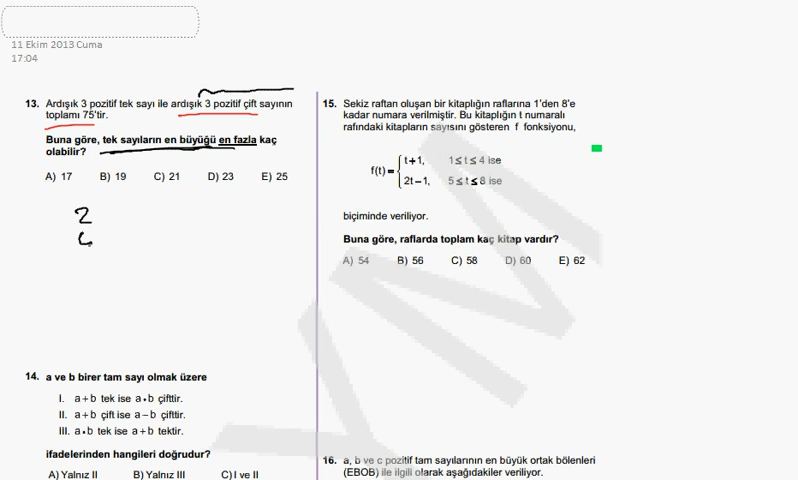 11 Ekim 2013 Cuma
17:04
13. Ardışık 3 pozitif tek sayı ile ardışık 3 pozitif çift sayının
toplamı 75'tir.
Buna göre, tek sayıların en büyüğü en fazla kaç
olabilir?
A) 17 B) 19 C) 21 D) 23 E) 25
2
4
14. a ve b birer tam sayı olmak üzere
I. a+b tek ise a•b çifttir.
II. a+b çift ise a−b çifttir.
III. a•b tek ise a+b tektir.
ifadelerinden hangileri doğrudur?
A) Yalnız II B) Yalnız III C) I ve II
15. Sekiz raftan oluşan bir kitaplığın raflarına 1'den 8'e
kadar numara verilmiştir. Bu kitaplığın t numaralı
rafındaki kitapların sayısını gösteren f fonksiyonu,
t+1, 1≤t≤4 ise
f(t)=
2t−1, 5≤t≤8 ise
biçiminde veriliyor.
Buna göre, raflarda toplam kaç kitap vardır?
A) 54 B) 56 C) 58 D) 60 E) 62
16. a, b ve c pozitif tam sayılarının en büyük ortak bölenleri
(EBOB) ile ilgili olarak aşağıdakiler veriliyor.